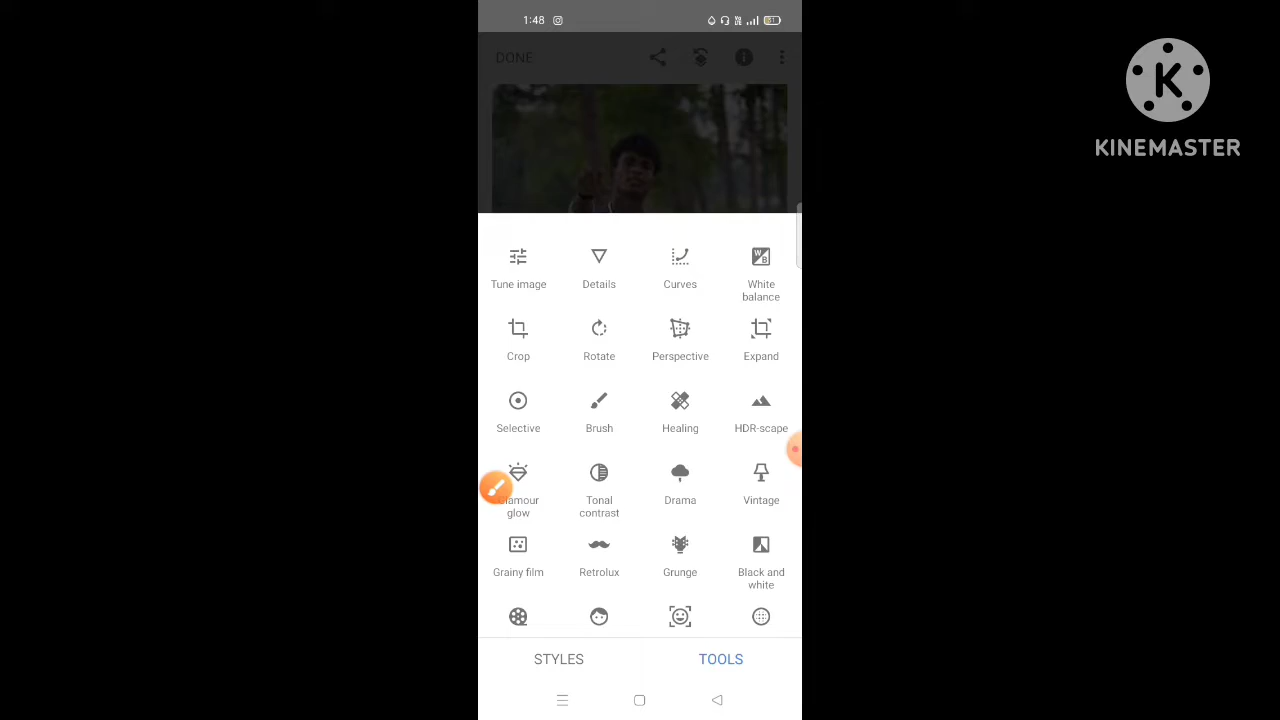 1:48
DONE
K
KINEMASTER
Tune image
Details
Curves
White
balance
Crop
Rotate
Perspective
Expand
Selective
Brush
Healing
HDR-scape
lamour
glow
Tonal
contrast
Drama
Vintage
Grainy film
Retrolux
Grunge
Black and
white
STYLES
TOOLS